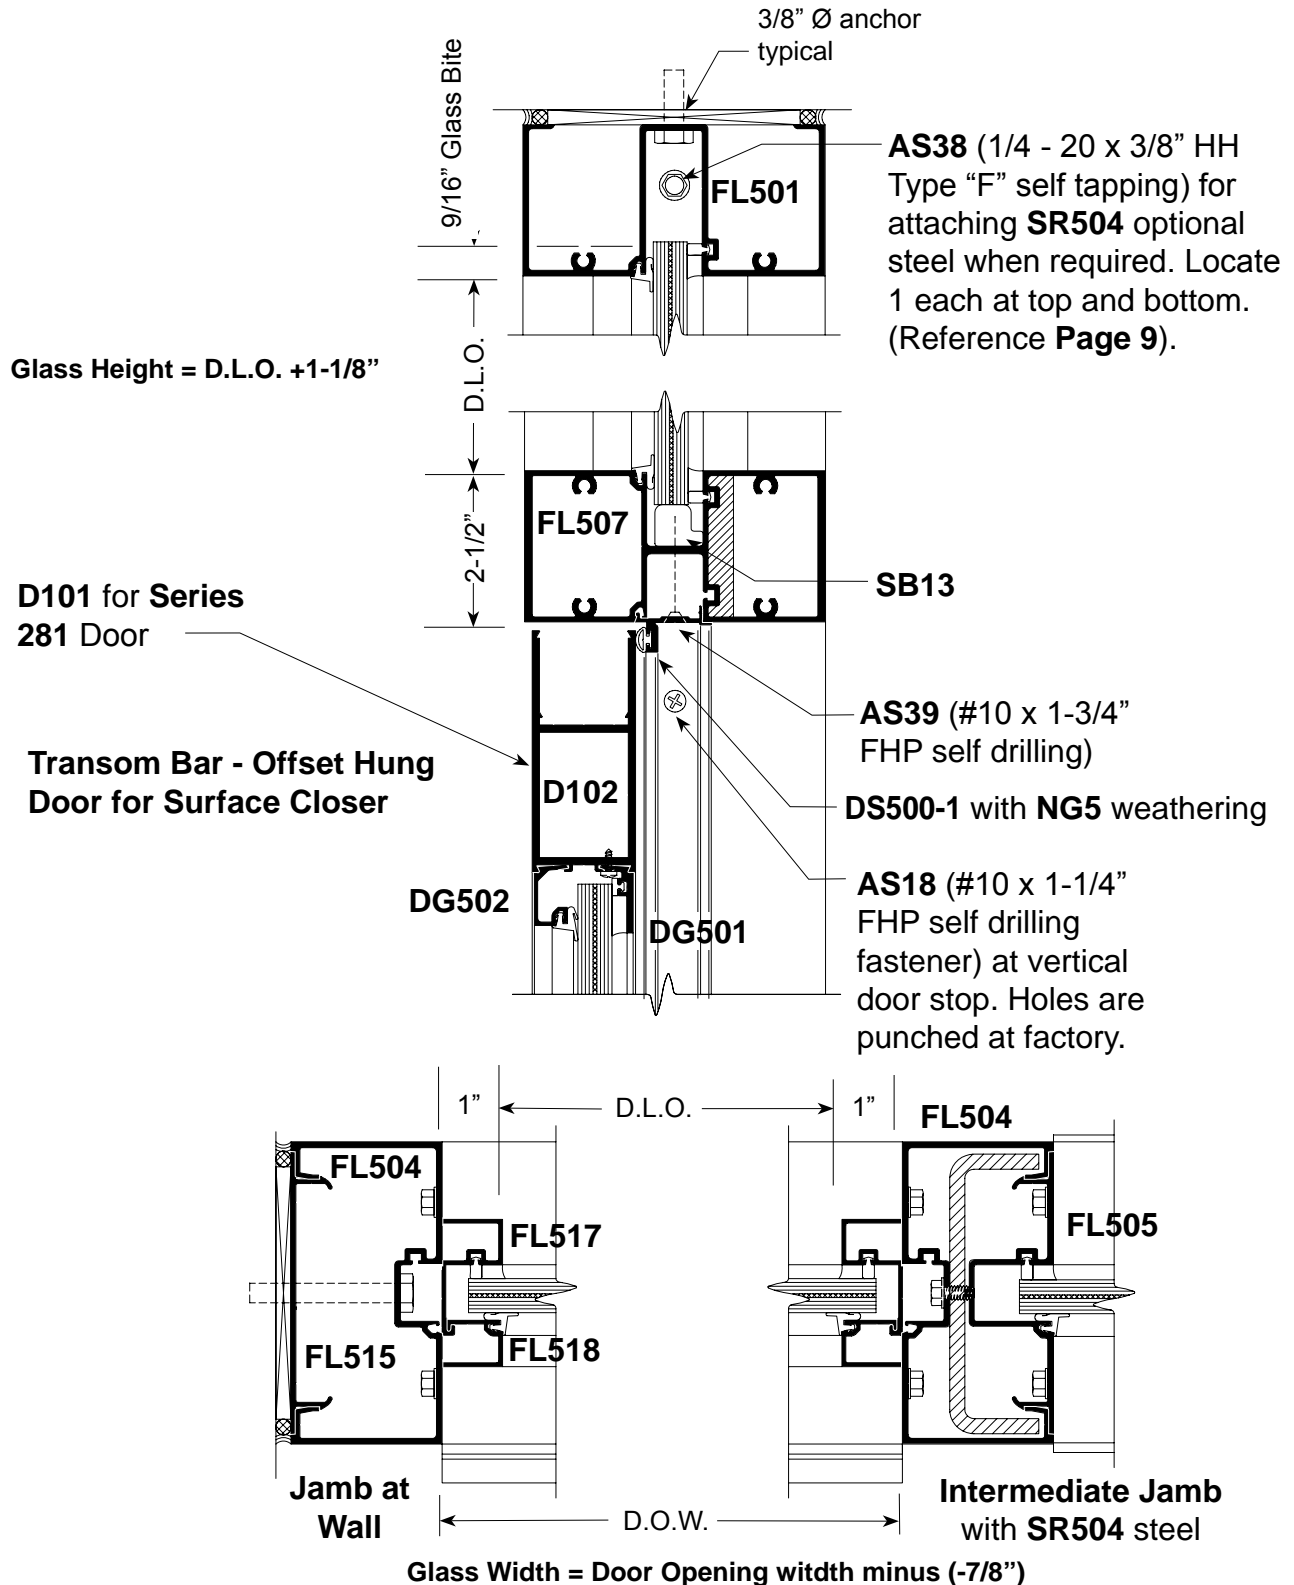 3/8” Ø anchor
typical
9/16” Glass Bite
AS38 (1/4 - 20 x 3/8” HH
Type “F” self tapping) for
attaching SR504 optional
steel when required. Locate
1 each at top and bottom.
(Reference Page 9).
FL501
D.L.O.
Glass Height = D.L.O. +1-1/8”
2-1/2”
FL507
SB13
D101 for Series
281 Door
AS39 (#10 x 1-3/4”
FHP self drilling)
Transom Bar - Offset Hung
Door for Surface Closer
D102
DS500-1 with NG5 weathering
DG502
DG501
AS18 (#10 x 1-1/4”
FHP self drilling
fastener) at vertical
door stop. Holes are
punched at factory.
1”
D.L.O.
1”
FL504
FL504
FL517
FL505
FL515
FL518
Jamb at
Wall
Intermediate Jamb
with SR504 steel
D.O.W.
Glass Width = Door Opening witdth minus (-7/8”)